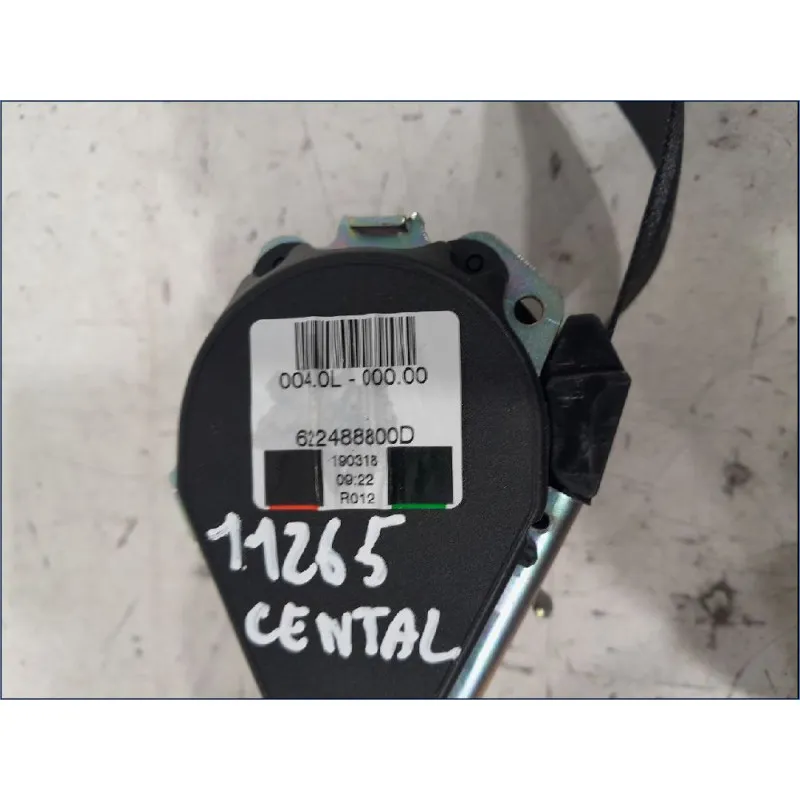 004.0L - 000.00
622488800D
190318
09:22
R012
11265
CENTAL